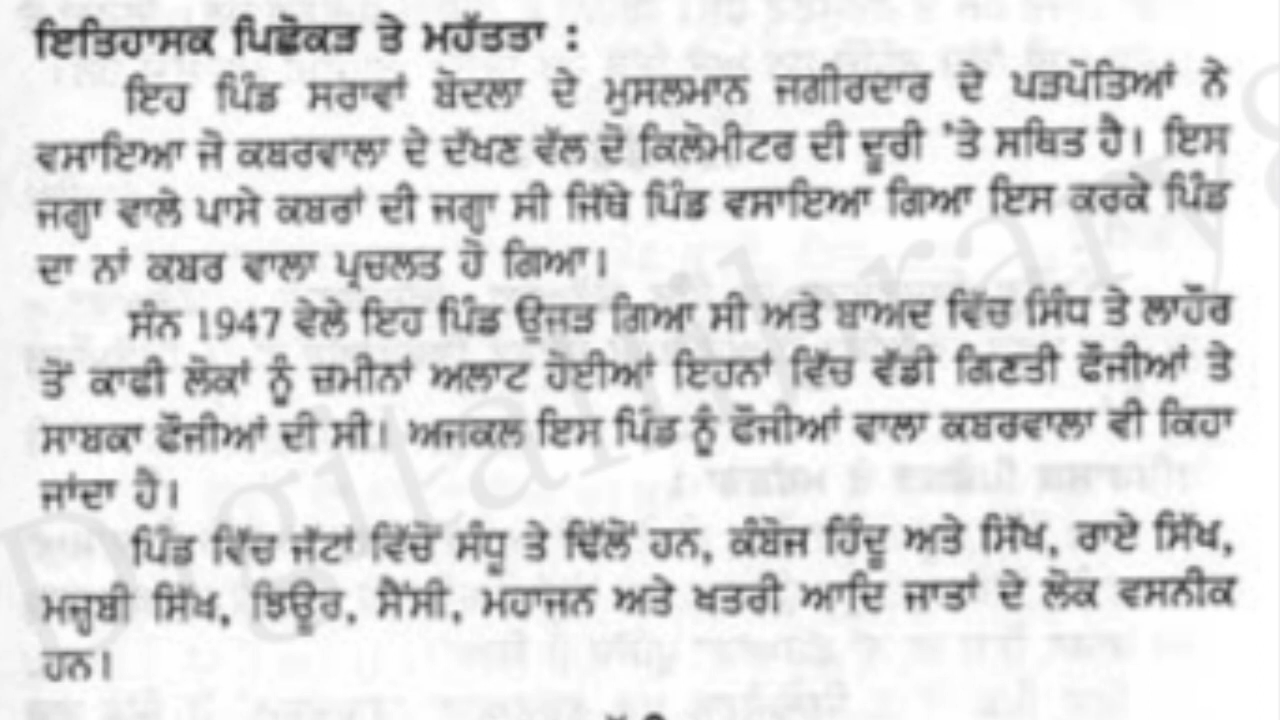 ਇਤਿਹਾਸਕ ਪਿਛੋਕੜ ਤੇ ਮਹੱਤਤਾ :
ਇਹ ਪਿੰਡ ਸਰਾਵਾਂ ਬੋਦਲਾ ਦੇ ਮੁਸਲਮਾਨ ਜਗੀਰਦਾਰ ਦੇ ਪੜਪੋਤਿਆਂ ਨੇ
ਵਸਾਇਆ ਜੋ ਕਬਰਵਾਲਾ ਦੇ ਦੱਖਣ ਵੱਲ ਦੋ ਕਿਲੋਮੀਟਰ ਦੀ ਦੂਰੀ 'ਤੇ ਸਥਿਤ ਹੈ। ਇਸ
ਜਗ੍ਹਾ ਵਾਲੇ ਪਾਸੇ ਕਬਰਾਂ ਦੀ ਜਗ੍ਹਾ ਸੀ ਜਿੱਥੇ ਪਿੰਡ ਵਸਾਇਆ ਗਿਆ ਇਸ ਕਰਕੇ ਪਿੰਡ
ਦਾ ਨਾਂ ਕਬਰ ਵਾਲਾ ਪ੍ਰਚਲਤ ਹੋ ਗਿਆ।
ਸੰਨ 1947 ਵੇਲੇ ਇਹ ਪਿੰਡ ਉਜੜ ਗਿਆ ਸੀ ਅਤੇ ਬਾਅਦ ਵਿੱਚ ਸਿੰਧ ਤੇ ਲਾਹੌਰ
ਤੋਂ ਕਾਫੀ ਲੋਕਾਂ ਨੂੰ ਜ਼ਮੀਨਾਂ ਅਲਾਟ ਹੋਈਆਂ ਇਹਨਾਂ ਵਿੱਚ ਵੱਡੀ ਗਿਣਤੀ ਫੌਜੀਆਂ ਤੇ
ਸਾਬਕਾ ਫੌਜੀਆਂ ਦੀ ਸੀ। ਅਜਕਲ ਇਸ ਪਿੰਡ ਨੂੰ ਫੌਜੀਆਂ ਵਾਲਾ ਕਬਰਵਾਲਾ ਵੀ ਕਿਹਾ
ਜਾਂਦਾ ਹੈ।
ਪਿੰਡ ਵਿੱਚ ਜੱਟਾਂ ਵਿੱਚੋਂ ਸੰਧੂ ਤੇ ਢਿੱਲੋਂ ਹਨ, ਕੰਬੋਜ ਹਿੰਦੂ ਅਤੇ ਸਿੱਖ, ਰਾਏ ਸਿੱਖ,
ਮਜ਼੍ਹਬੀ ਸਿੱਖ, ਝਿਊਰ, ਸੈਂਸੀ, ਮਹਾਜਨ ਅਤੇ ਖਤਰੀ ਆਦਿ ਜਾਤਾਂ ਦੇ ਲੋਕ ਵਸਨੀਕ
ਹਨ।